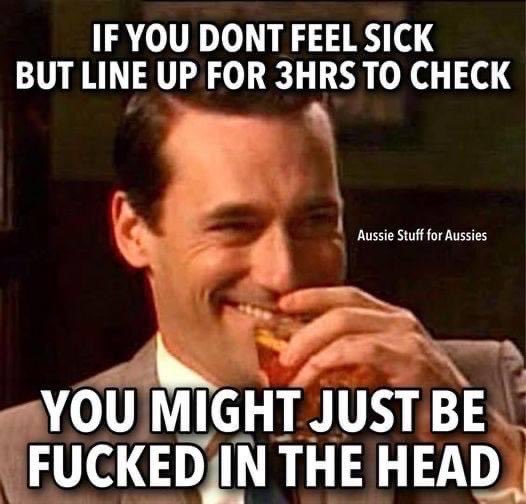 IF YOU DONT FEEL SICK
BUT LINE UP FOR 3HRS TO CHECK
Aussie Stuff for Aussies
YOU MIGHT JUST BE
FUCKED IN THE HEAD